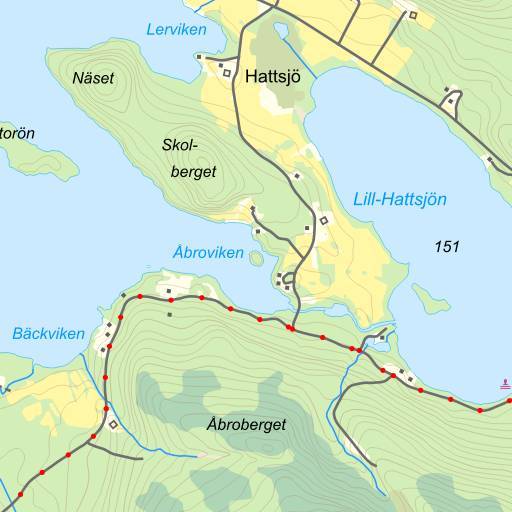 Lerviken
Näset
Hattsjö
torön
Skol-
berget
Lill-Hattsjön
Åbroviken
151
Bäckviken
Åbroberget